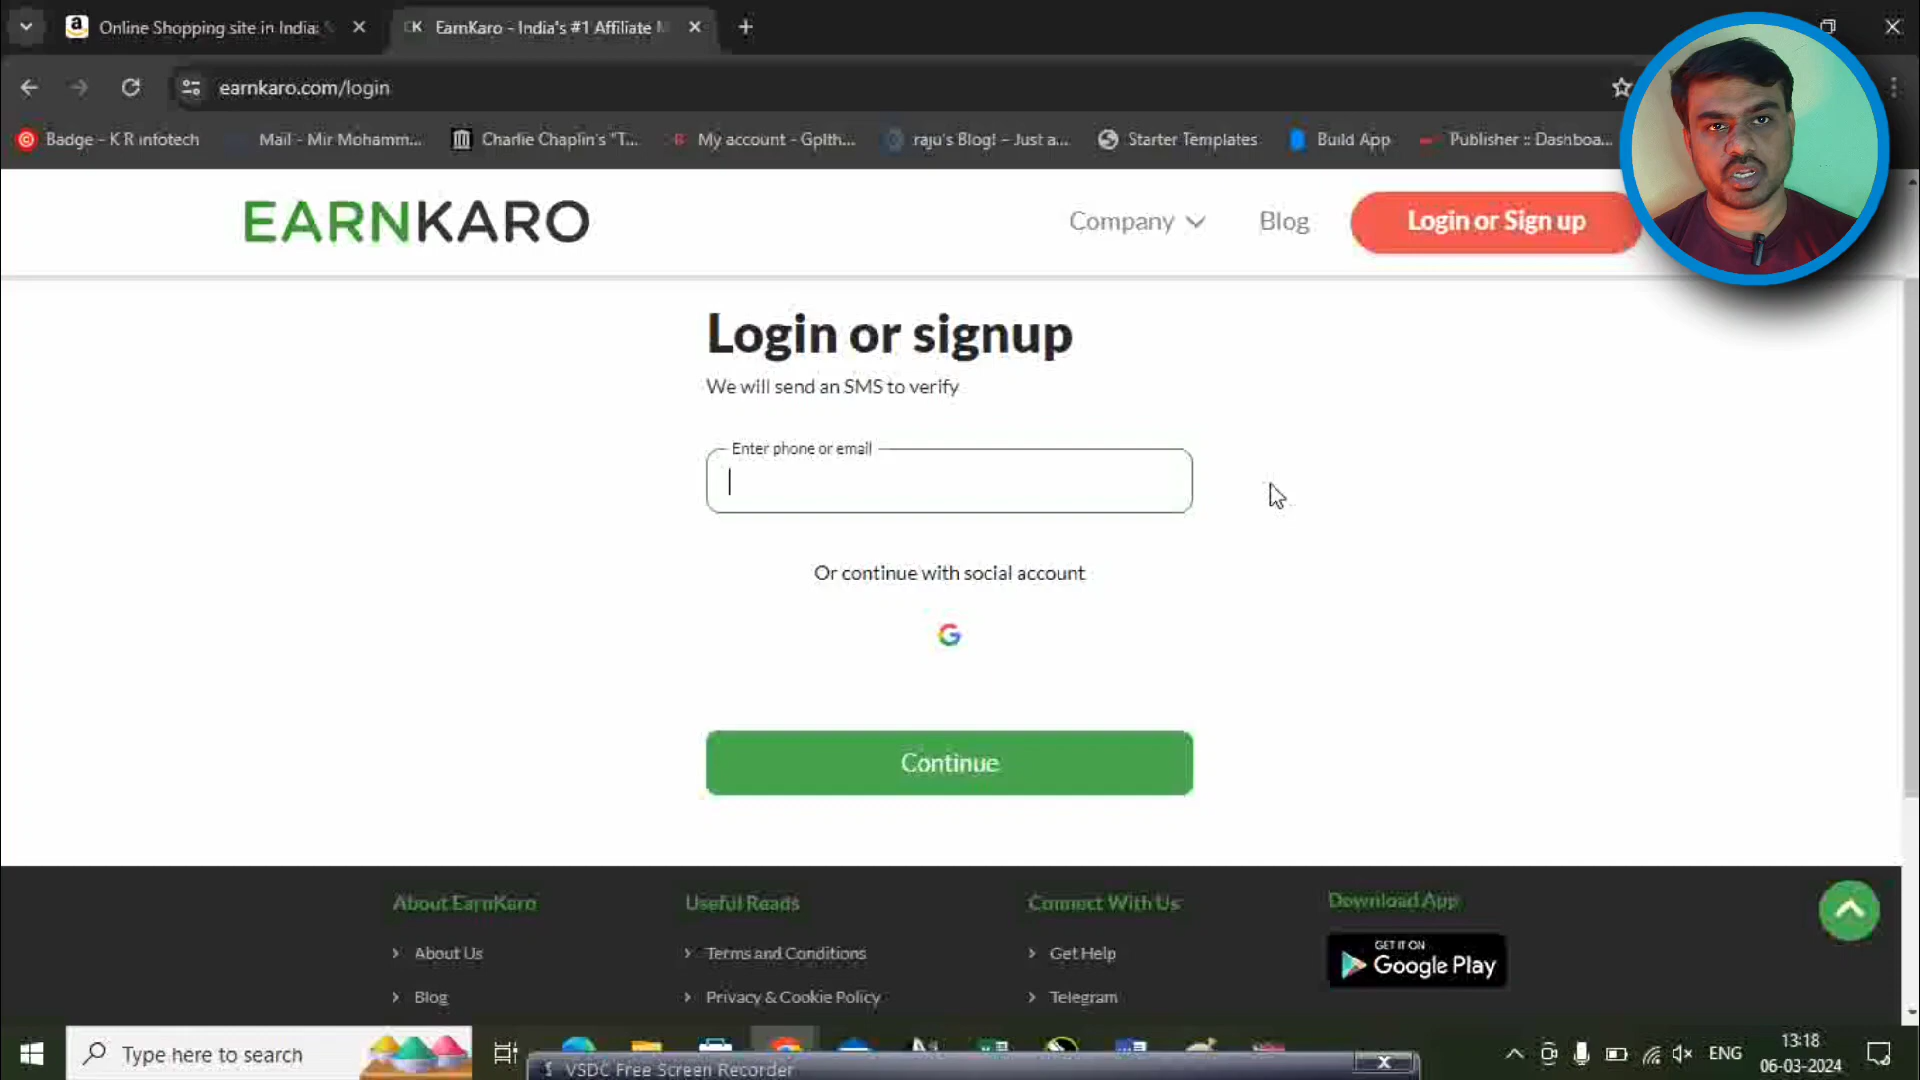 Online Shopping site in India:
EarnKaro - India's #1 Affiliate M
earnkaro.com/login
Badge - K R infotech
Mail - Mir Mohamm...
Charlie Chaplin's "T...
My account - Gplth...
raju's Blog! – Just a...
Starter Templates
Build App
Publisher :: Dashboa...
EARNKARO
Company
Blog
Login or Sign up
Login or signup
We will send an SMS to verify
Enter phone or email
Or continue with social account
Continue
About EarnKaro
Useful Reads
Connect With Us
Download App
About Us
Terms and Conditions
Get Help
GET IT ON
Google Play
Blog
Privacy & Cookie Policy
Telegram
Type here to search
VSDC Free Screen Recorder
ENG
13:18
06-03-2024